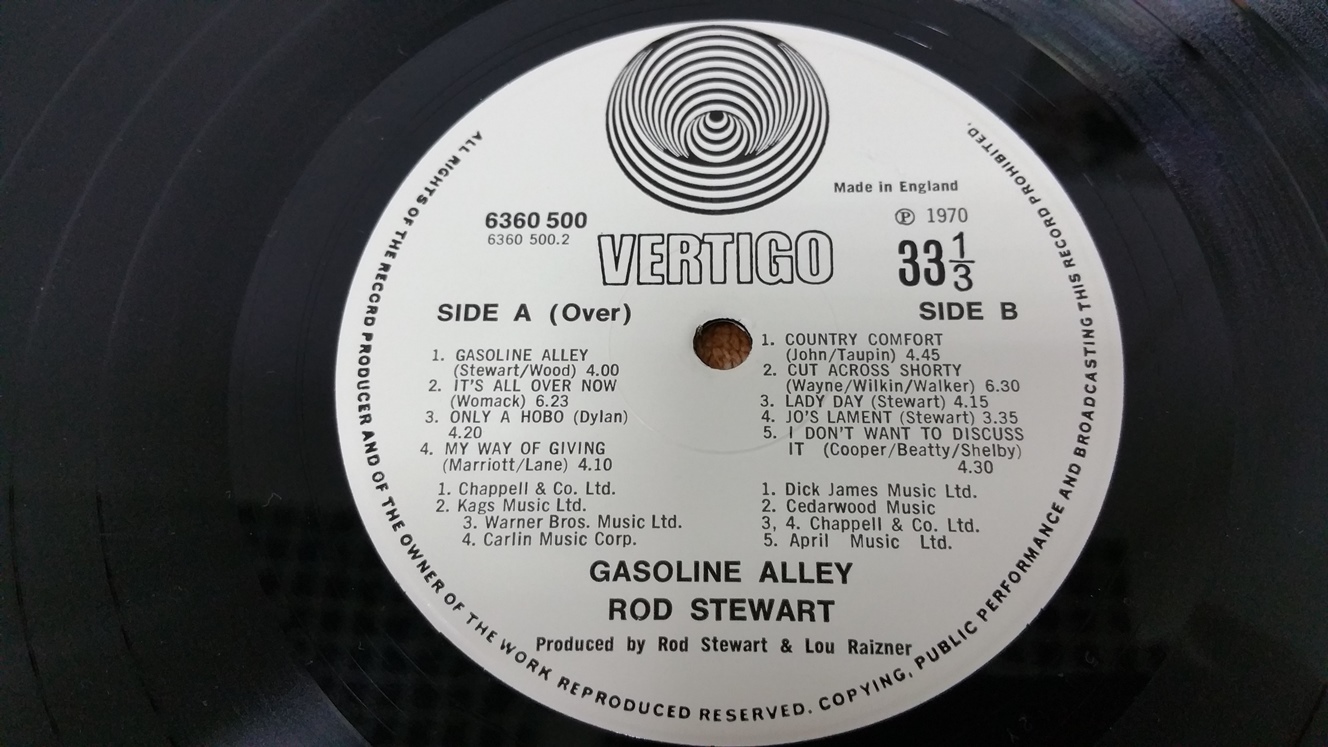 Made in England
6360 500
6360 500.2
℗ 1970
VERTIGO
33 1/3
SIDE A (Over)
1. GASOLINE ALLEY
(Stewart/Wood) 4.00
2. IT'S ALL OVER NOW
(Womack) 6.23
3. ONLY A HOBO (Dylan)
4.20
4. MY WAY OF GIVING
(Marriott/Lane) 4.10
1. Chappell & Co. Ltd.
2. Kags Music Ltd.
3. Warner Bros. Music Ltd.
4. Carlin Music Corp.
SIDE B
1. COUNTRY COMFORT
(John/Taupin) 4.45
2. CUT ACROSS SHORTY
(Wayne/Wilkin/Walker) 6.30
3. LADY DAY (Stewart) 4.15
4. JO'S LAMENT (Stewart) 3.35
5. I DON'T WANT TO DISCUSS
IT (Cooper/Beatty/Shelby)
4.30
1. Dick James Music Ltd.
2. Cedarwood Music
3, 4. Chappell & Co. Ltd.
5. April Music Ltd.
GASOLINE ALLEY
ROD STEWART
Produced by Rod Stewart & Lou Raizner
ALL RIGHTS OF THE RECORD PRODUCER AND OF THE OWNER OF THE WORK REPRODUCED RESERVED. COPYING, PUBLIC PERFORMANCE AND BROADCASTING THIS RECORD PROHIBITED.